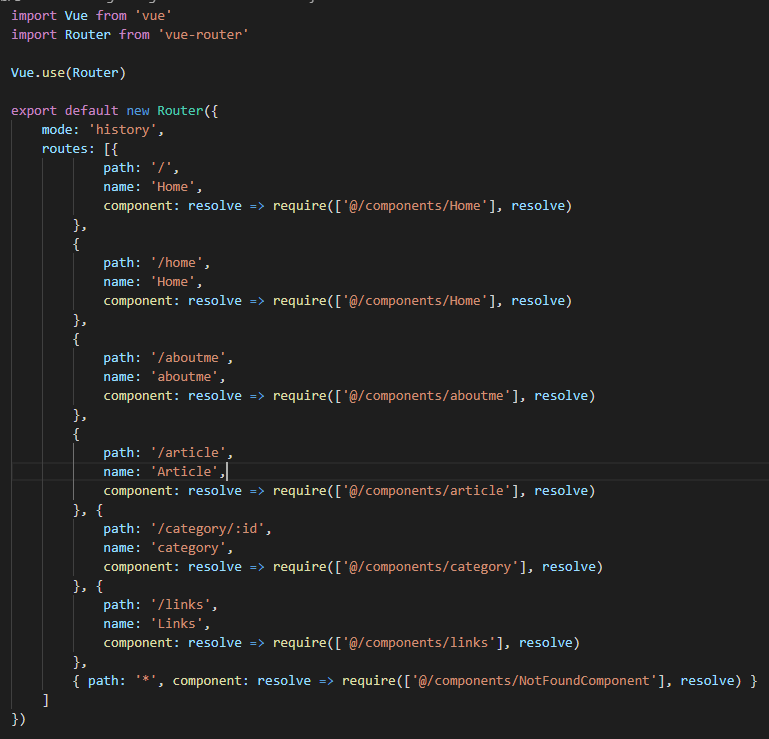 import Vue from 'vue'
import Router from 'vue-router'

Vue.use(Router)

export default new Router({
    mode: 'history',
    routes: [{
            path: '/',
            name: 'Home',
            component: resolve => require(['@/components/Home'], resolve)
        },
        {
            path: '/home',
            name: 'Home',
            component: resolve => require(['@/components/Home'], resolve)
        },
        {
            path: '/aboutme',
            name: 'aboutme',
            component: resolve => require(['@/components/aboutme'], resolve)
        },
        {
            path: '/article',
            name: 'Article',
            component: resolve => require(['@/components/article'], resolve)
        }, {
            path: '/category/:id',
            name: 'category',
            component: resolve => require(['@/components/category'], resolve)
        }, {
            path: '/links',
            name: 'Links',
            component: resolve => require(['@/components/links'], resolve)
        },
        { path: '*', component: resolve => require(['@/components/NotFoundComponent'], resolve) }
    ]
})